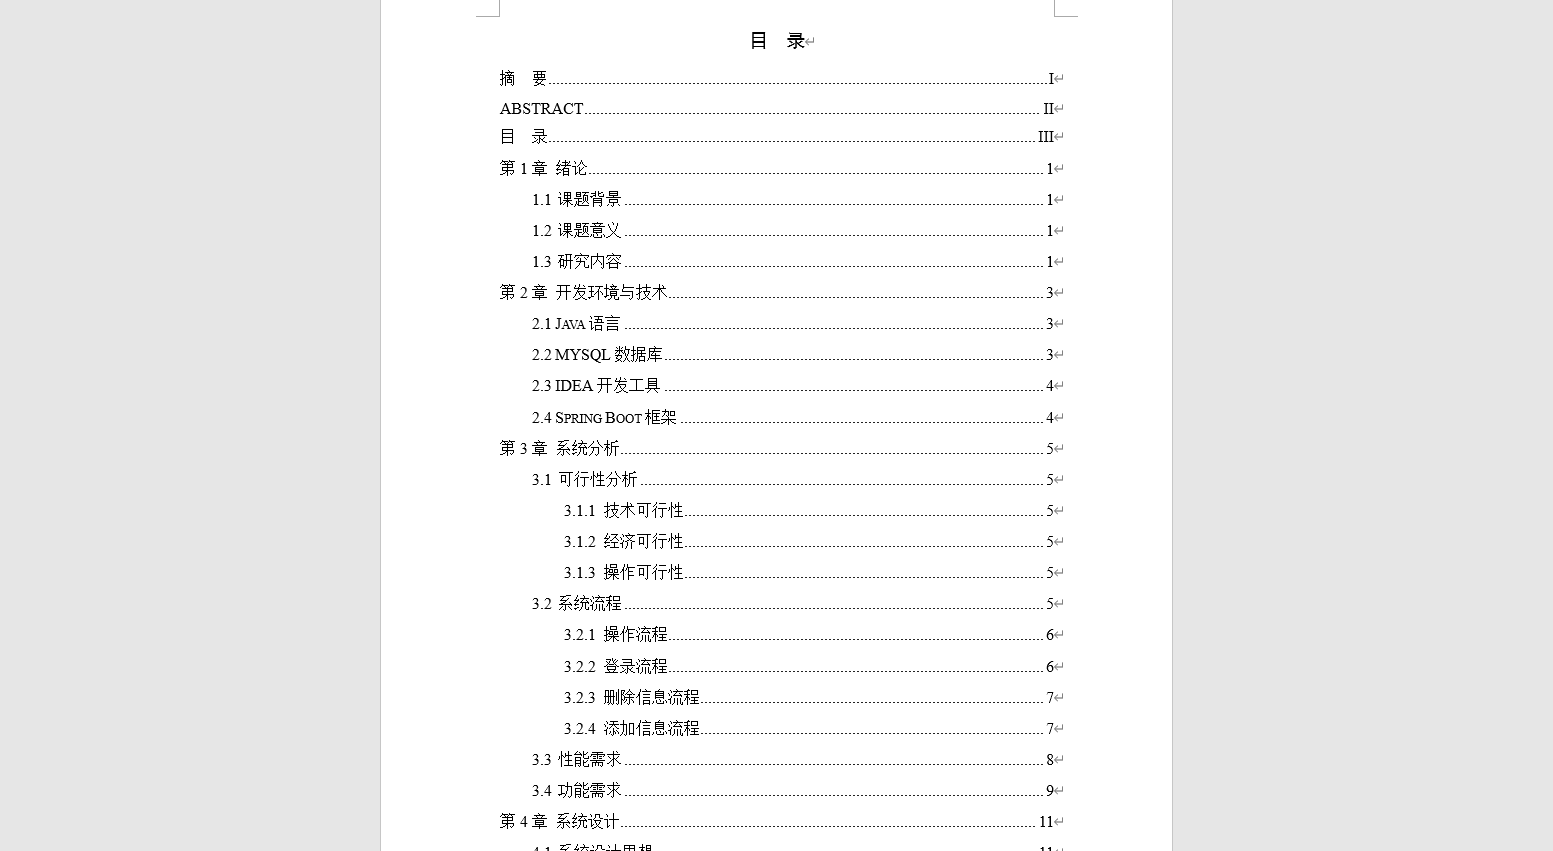 目 录
摘 要 I
ABSTRACT II
目 录 III
第 1 章 绪论 1
1.1 课题背景 1
1.2 课题意义 1
1.3 研究内容 1
第 2 章 开发环境与技术 3
2.1 JAVA 语言 3
2.2 MYSQL 数据库 3
2.3 IDEA 开发工具 4
2.4 SPRING BOOT 框架 4
第 3 章 系统分析 5
3.1 可行性分析 5
3.1.1 技术可行性 5
3.1.2 经济可行性 5
3.1.3 操作可行性 5
3.2 系统流程 5
3.2.1 操作流程 6
3.2.2 登录流程 6
3.2.3 删除信息流程 7
3.2.4 添加信息流程 7
3.3 性能需求 8
3.4 功能需求 9
第 4 章 系统设计 11
4.1 系统设计思想 11